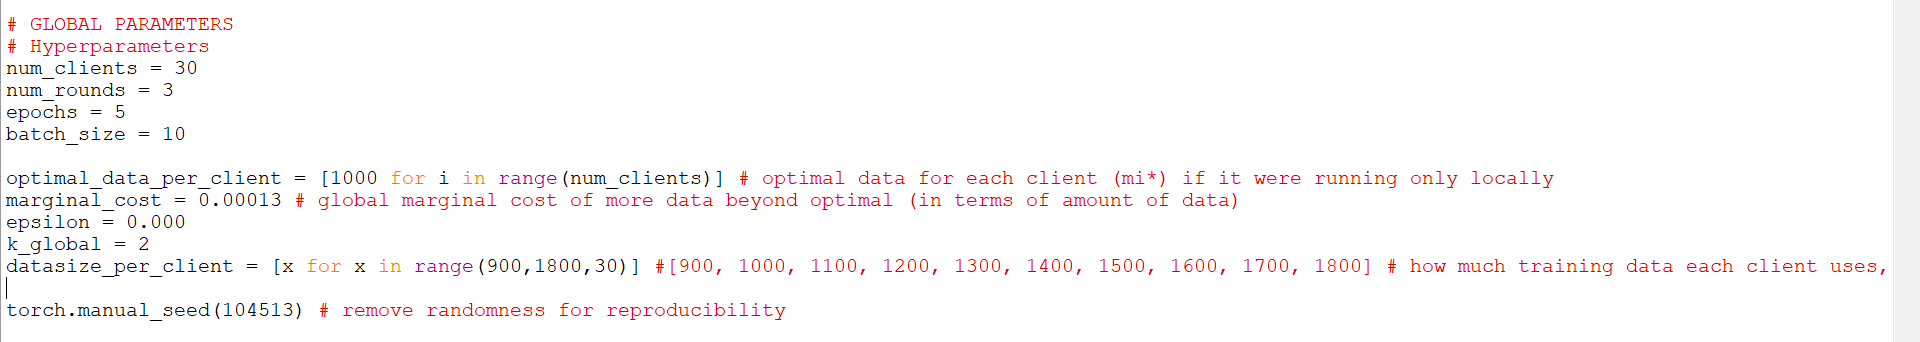 # GLOBAL PARAMETERS
# Hyperparameters
num_clients = 30
num_rounds = 3
epochs = 5
batch_size = 10
optimal_data_per_client = [1000 for i in range(num_clients)] # optimal data for each client (mi*) if it were running only locally
marginal_cost = 0.00013 # global marginal cost of more data beyond optimal (in terms of amount of data)
epsilon = 0.000
k_global = 2
datasize_per_client = [x for x in range(900,1800,30)] #[900, 1000, 1100, 1200, 1300, 1400, 1500, 1600, 1700, 1800] # how much training data each client uses,
torch.manual_seed(104513) # remove randomness for reproducibility